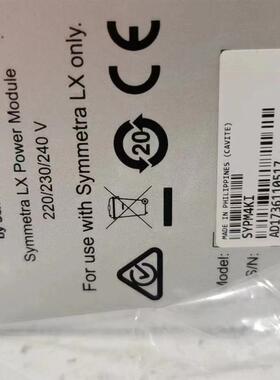 Symmetra LX Power Module
220/230/240 V
For use with Symmetra LX only.
CE
20
MADE IN PHILIPPINES (CAVITE)
Model: SYPM4KI
S/N: AD1736110517